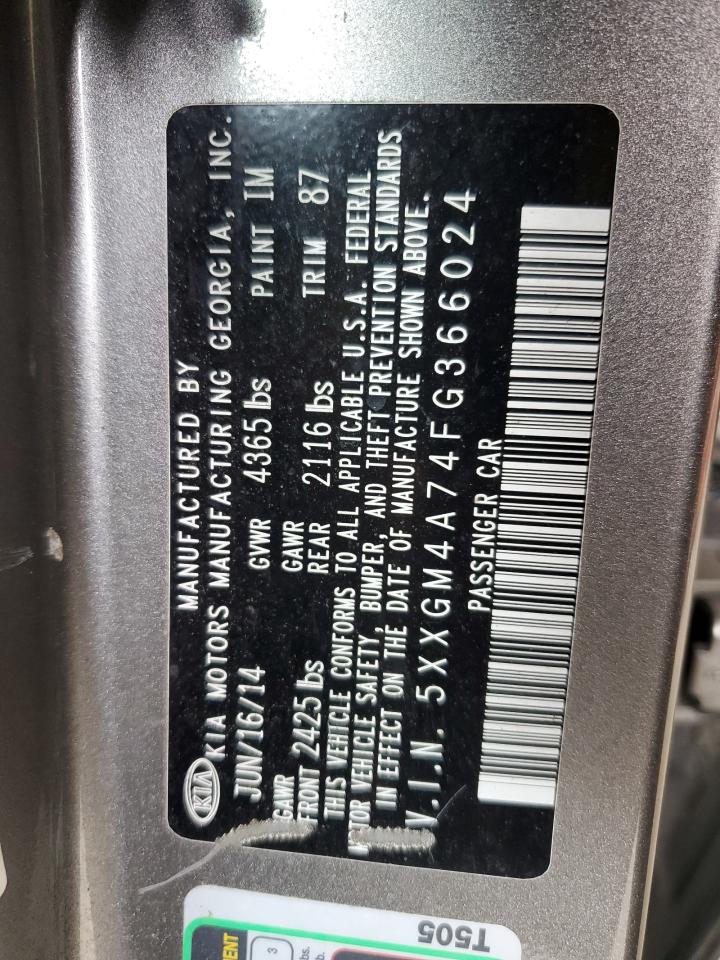 MANUFACTURED BY
KIA KIA MOTORS MANUFACTURING GEORGIA, INC.
JUN/16/14 GVWR 4365 lbs PAINT IM
GAWR GAWR
FRONT 2425 lbs REAR 2116 lbs TRIM 87
THIS VEHICLE CONFORMS TO ALL APPLICABLE U.S.A. FEDERAL
VEHICLE SAFETY, BUMPER, AND THEFT PREVENTION STANDARDS
IN EFFECT ON THE DATE OF MANUFACTURE SHOWN ABOVE.
V.I.N. 5XXGM4A74FG366024
PASSENGER CAR
T505
3